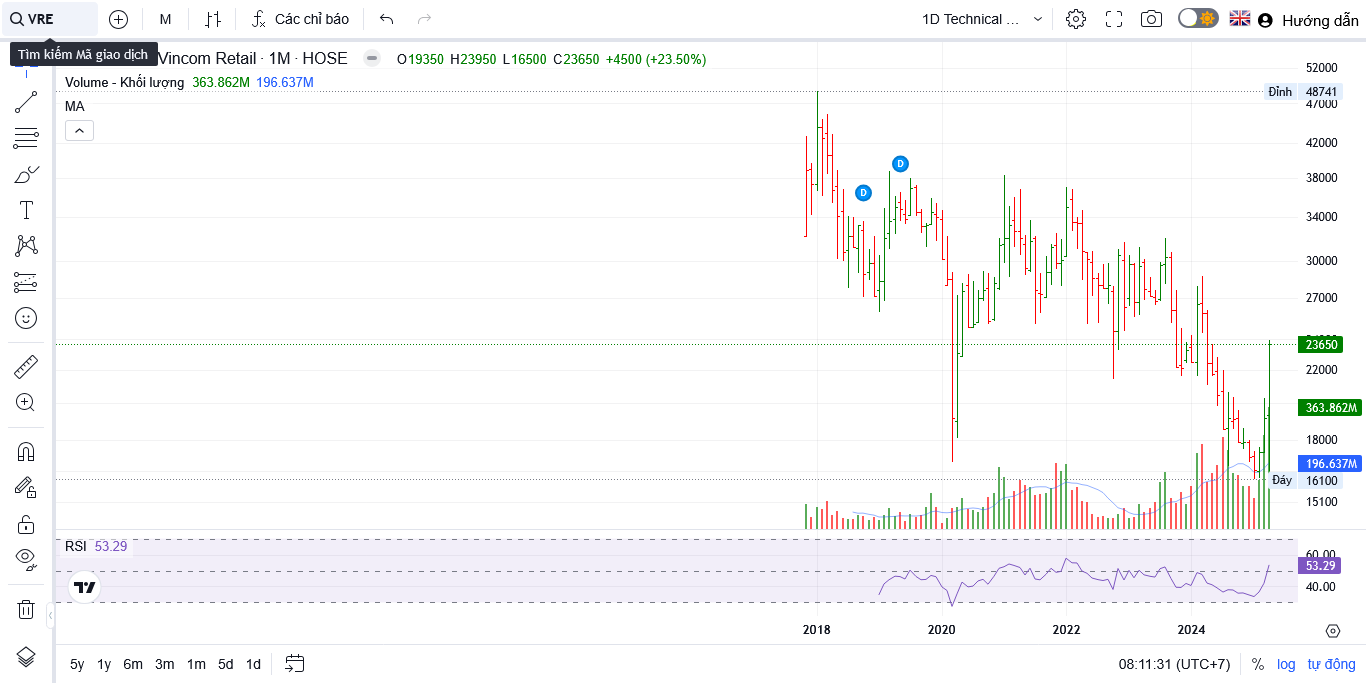 VRE
M
Các chỉ báo
1D Technical ...
Hướng dẫn
Tìm kiếm Mã giao dịch
Vincom Retail · 1M · HOSE
O19350 H23950 L16500 C23650 +4500 (+23.50%)
Volume - Khối lượng 363.862M 196.637M
MA
52000
Đỉnh 48741
47000
42000
38000
34000
30000
27000
23650
22000
363.862M
18000
196.637M
Đáy 16100
15100
D
D
RSI 53.29
60.00
53.29
40.00
2018 2020 2022 2024
5y 1y 6m 3m 1m 5d 1d
08:11:31 (UTC+7) % log tự động